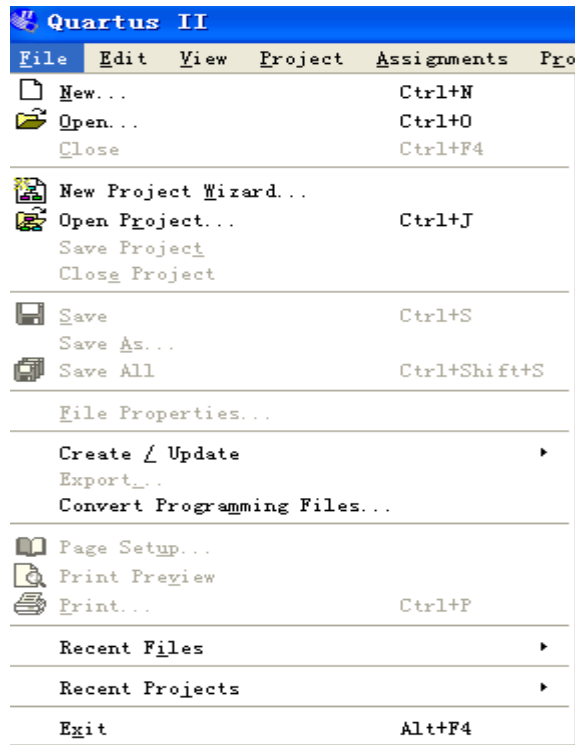 Quartus II
File Edit View Project Assignments Pro
New... Ctrl+N
Open... Ctrl+O
Close Ctrl+F4
New Project Wizard...
Open Project... Ctrl+J
Save Project
Close Project
Save Ctrl+S
Save As...
Save All Ctrl+Shift+S
File Properties...
Create / Update
Export...
Convert Programming Files...
Page Setup...
Print Preview
Print... Ctrl+P
Recent Files
Recent Projects
Exit Alt+F4